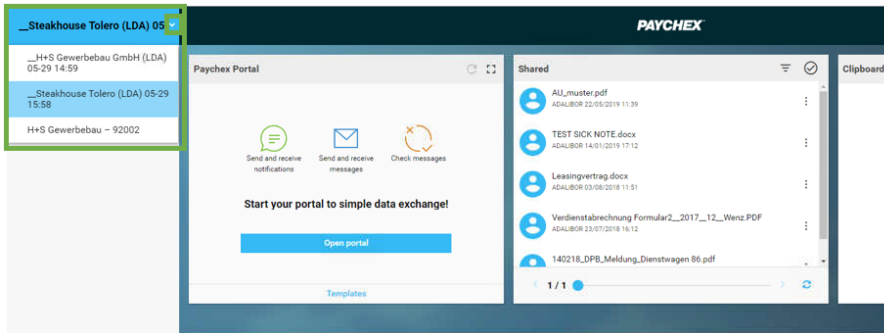 __Steakhouse Tolero (LDA) 05
PAYCHEX
__H+S Gewerbebau GmbH (LDA)
05-29 14:59
__Steakhouse Tolero (LDA) 05-29
15:58
H+S Gewerbebau – 92002
Paychex Portal
Send and receive
notifications
Send and receive
messages
Check messages
Start your portal to simple data exchange!
Open portal
Templates
Shared
AU_muster.pdf
ADALIBOR 22/05/2019 11:39
TEST SICK NOTE.docx
ADALIBOR 14/01/2019 17:12
Leasingvertrag.docx
ADALIBOR 03/08/2018 11:51
Verdienstabrechnung Formular2__2017__12__Wenz.PDF
ADALIBOR 23/07/2018 16:12
140218_DPB_Meldung_Dienstwagen 86.pdf
1 / 1
Clipboard